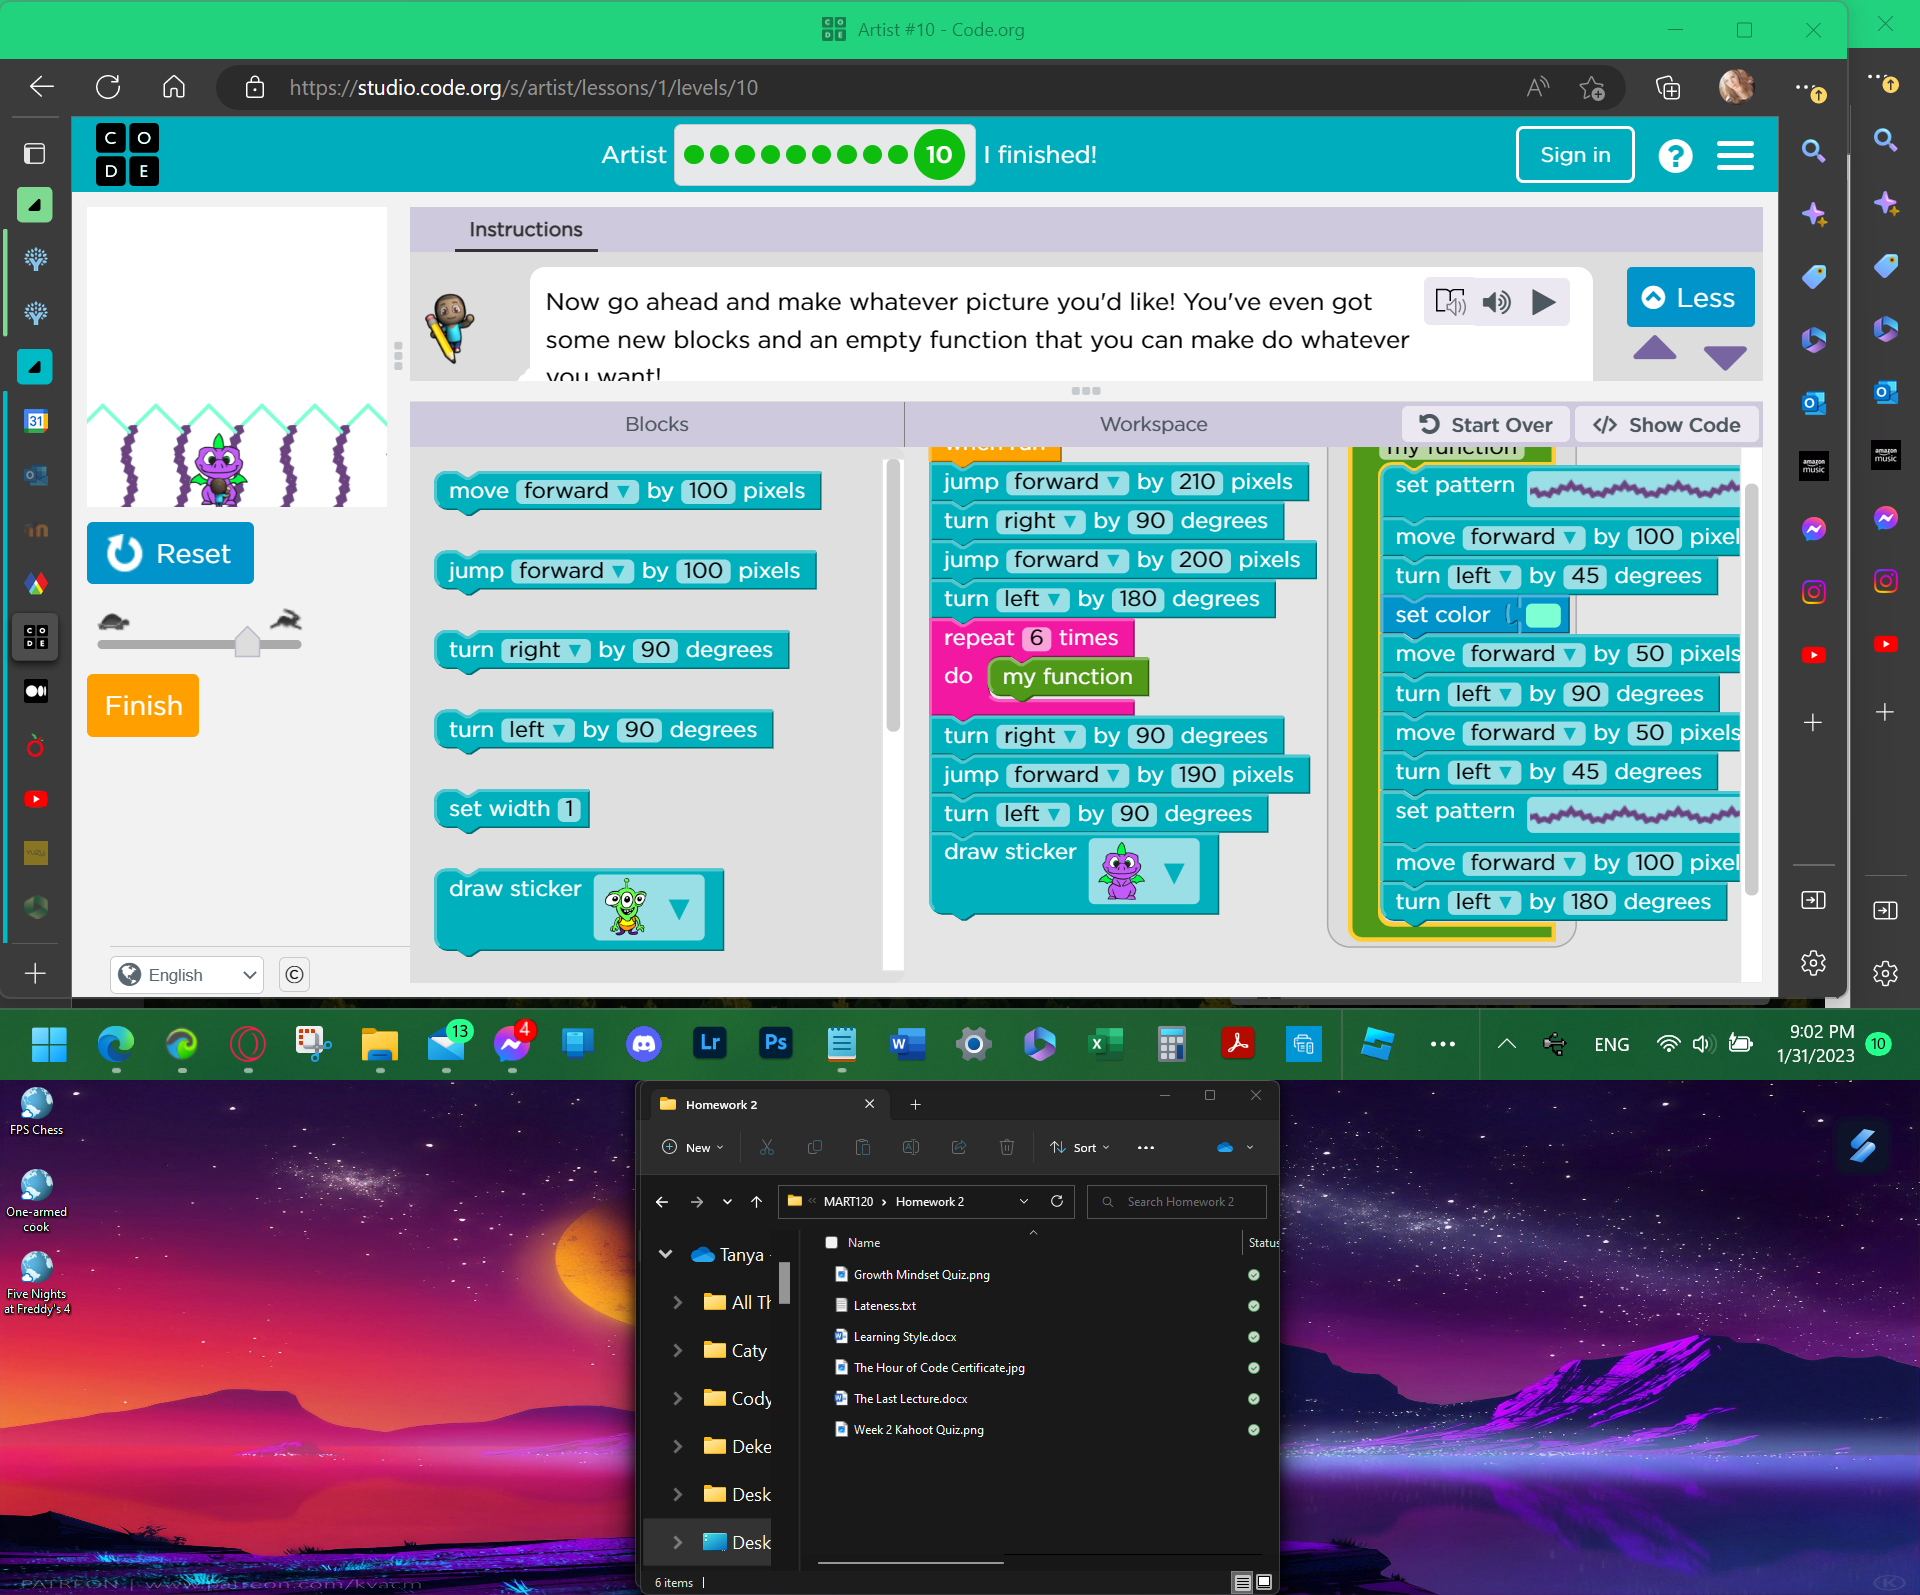 Artist #10 - Code.org
https://studio.code.org/s/artist/lessons/1/levels/10
C O
D E
Artist
10
I finished!
Sign in
Instructions
Now go ahead and make whatever picture you'd like! You've even got
some new blocks and an empty function that you can make do whatever
you want!
Less
Blocks
Workspace
Start Over
Show Code
Reset
Finish
English
move forward by 100 pixels
jump forward by 100 pixels
turn right by 90 degrees
turn left by 90 degrees
set width 1
draw sticker
when run
jump forward by 210 pixels
turn right by 90 degrees
jump forward by 200 pixels
turn left by 180 degrees
repeat 6 times
do my function
turn right by 90 degrees
jump forward by 190 pixels
turn left by 90 degrees
draw sticker
my function
set pattern
move forward by 100 pixel
turn left by 45 degrees
set color
move forward by 50 pixels
turn left by 90 degrees
move forward by 50 pixels
turn left by 45 degrees
set pattern
move forward by 100 pixel
turn left by 180 degrees
31
amazon music
amazon music
13
4
Lr
Ps
ENG
9:02 PM
1/31/2023
10
FPS Chess
One-armed
cook
Five Nights
at Freddy's 4
Homework 2
New
Sort
MART120 > Homework 2
Search Homework 2
Name
Status
Tanya
All Th
Caty
Cody
Deke
Desk
Desk
Growth Mindset Quiz.png
Lateness.txt
Learning Style.docx
The Hour of Code Certificate.jpg
The Last Lecture.docx
Week 2 Kahoot Quiz.png
6 items
PATREON | www.patreon.com/kvacm